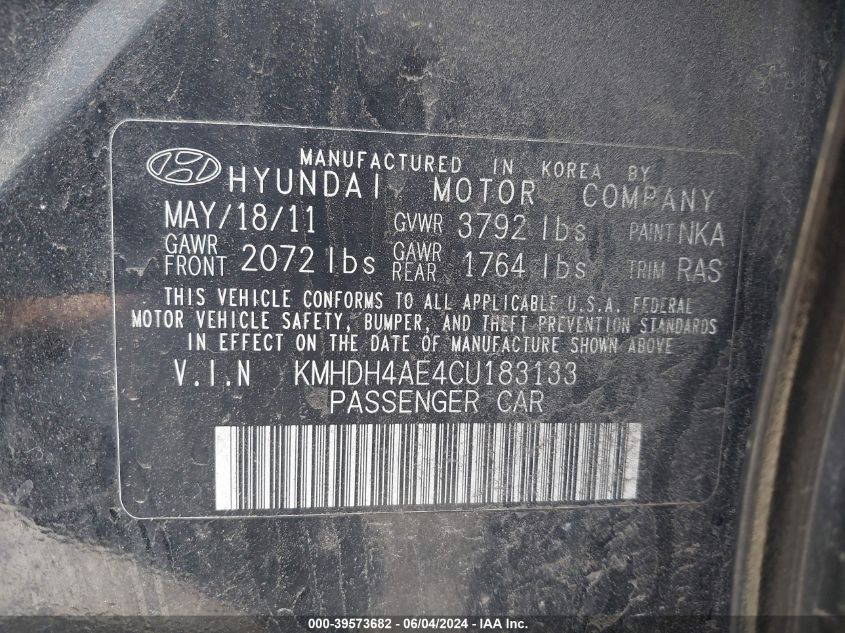 MANUFACTURED IN KOREA BY
HYUNDAI MOTOR COMPANY
MAY/18/11 GVWR 3792 lbs PAINT NKA
GAWR FRONT 2072 lbs GAWR REAR 1764 lbs TRIM RAS
THIS VEHICLE CONFORMS TO ALL APPLICABLE U.S.A. FEDERAL
MOTOR VEHICLE SAFETY, BUMPER, AND THEFT PREVENTION STANDARDS
IN EFFECT ON THE DATE OF MANUFACTURE SHOWN ABOVE
V.I.N KMHDH4AE4CU183133
PASSENGER CAR
000-39573682 - 06/04/2024 - IAA Inc.